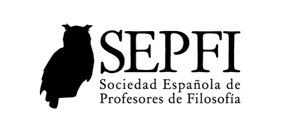 SEPFI
Sociedad Española de
Profesores de Filosofía